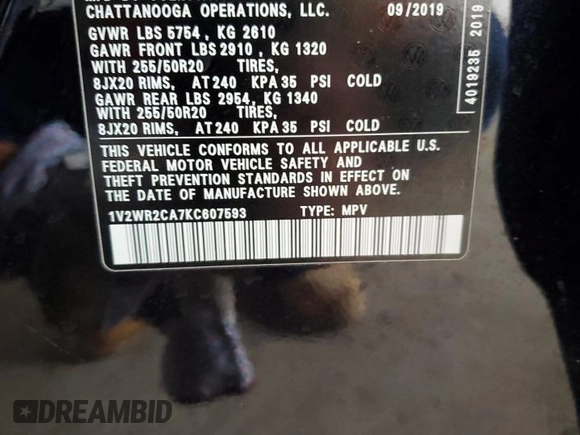 CHATTANOOGA OPERATIONS, LLC. 09/2019
GVWR LBS 5754, KG 2610
GAWR FRONT LBS 2910, KG 1320
WITH 255/50R20 TIRES,
8JX20 RIMS, AT 240 KPA 35 PSI COLD
GAWR REAR LBS 2954, KG 1340
WITH 255/50R20 TIRES,
8JX20 RIMS, AT 240 KPA 35 PSI COLD
THIS VEHICLE CONFORMS TO ALL APPLICABLE U.S.
FEDERAL MOTOR VEHICLE SAFETY AND
THEFT PREVENTION STANDARDS IN EFFECT ON
THE DATE OF MANUFACTURE SHOWN ABOVE.
1V2WR2CA7KC607593 TYPE: MPV
4019235 2019
DREAMBID